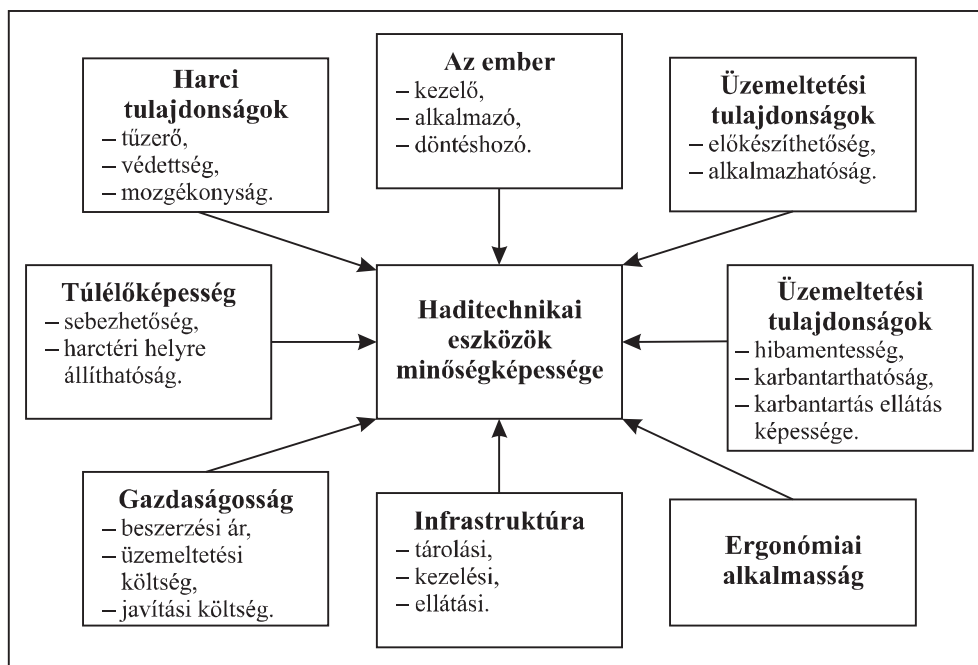 Harci
tulajdonságok
– tűzerő,
– védettség,
– mozgékonyság.
Az ember
– kezelő,
– alkalmazó,
– döntéshozó.
Üzemeltetési
tulajdonságok
– előkészíthetőség,
– alkalmazhatóság.
Túlélőképesség
– sebezhetőség,
– harctéri helyre
állíthatóság.
Haditechnikai
eszközök
minőségképessége
Üzemeltetési
tulajdonságok
– hibamentesség,
– karbantarthatóság,
– karbantartás ellátás
képessége.
Gazdaságosság
– beszerzési ár,
– üzemeltetési
költség,
– javítási költség.
Infrastruktúra
– tárolási,
– kezelési,
– ellátási.
Ergonómiai
alkalmasság